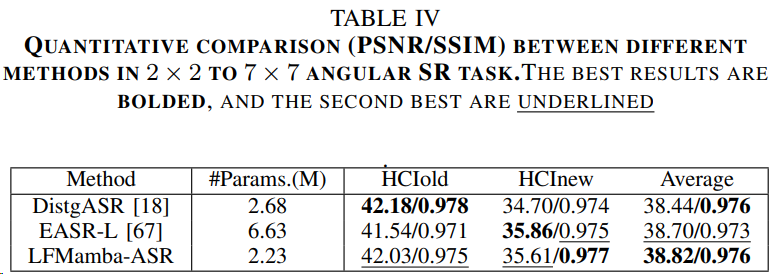 TABLE IV
QUANTITATIVE COMPARISON (PSNR/SSIM) BETWEEN DIFFERENT
METHODS IN 2 × 2 TO 7 × 7 ANGULAR SR TASK.THE BEST RESULTS ARE
BOLDED, AND THE SECOND BEST ARE UNDERLINED
Method #Params.(M) HCIold HCInew Average
DistgASR [18] 2.68 42.18/0.978 34.70/0.974 38.44/0.976
EASR-L [67] 6.63 41.54/0.971 35.86/0.975 38.70/0.973
LFMamba-ASR 2.23 42.03/0.975 35.61/0.977 38.82/0.976